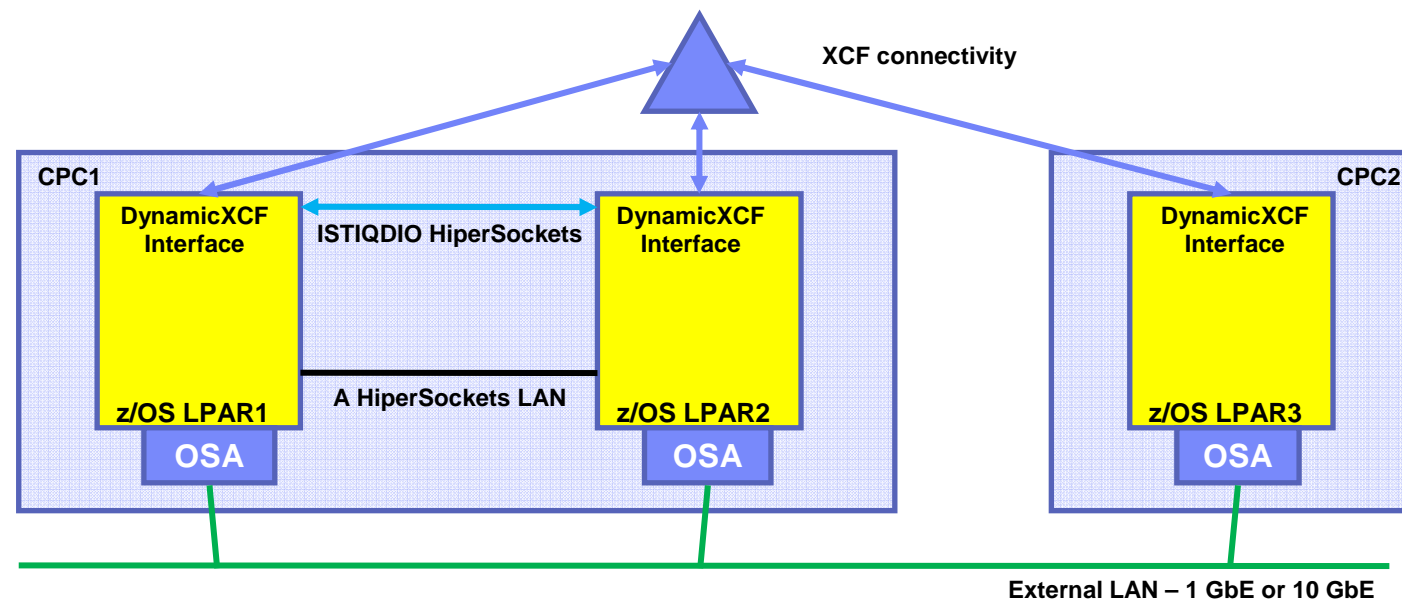 XCF connectivity
CPC1
CPC2
DynamicXCF
Interface
ISTIQDIO HiperSockets
DynamicXCF
Interface
DynamicXCF
Interface
A HiperSockets LAN
z/OS LPAR1
z/OS LPAR2
z/OS LPAR3
OSA
OSA
OSA
External LAN – 1 GbE or 10 GbE